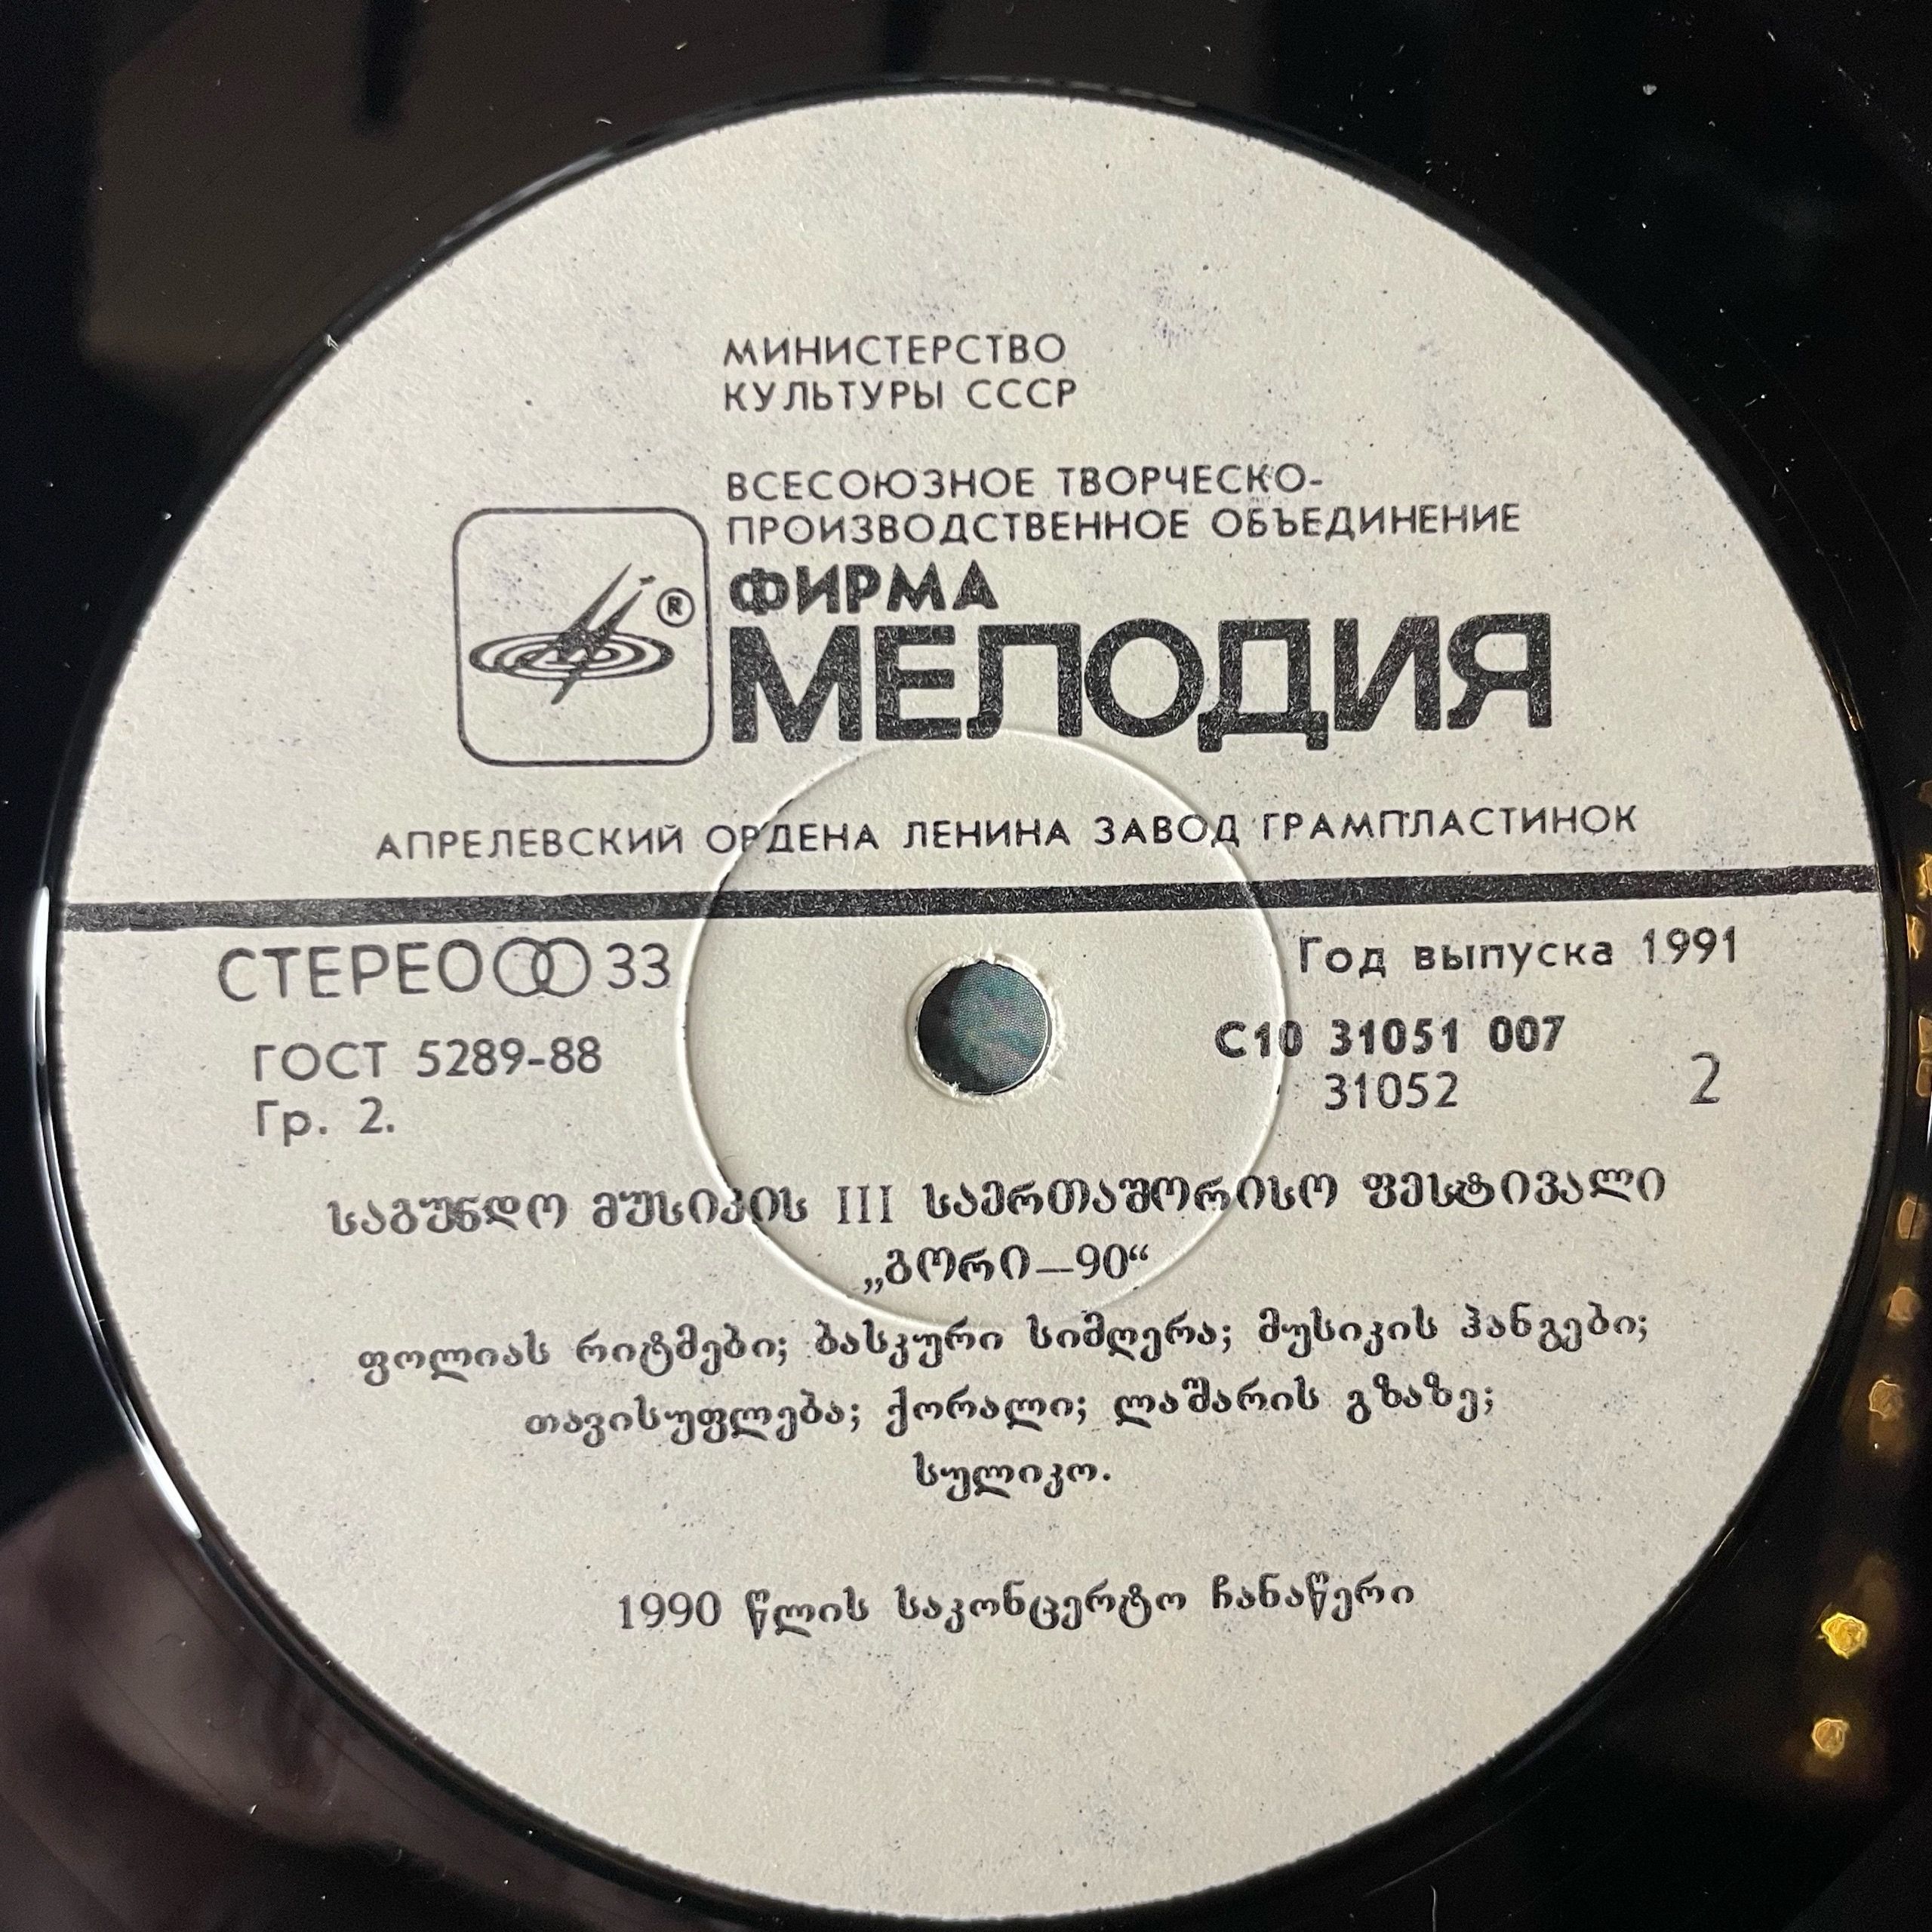 МИНИСТЕРСТВО
КУЛЬТУРЫ СССР
ВСЕСОЮЗНОЕ ТВОРЧЕСКО-
ПРОИЗВОДСТВЕННОЕ ОБЪЕДИНЕНИЕ
ФИРМА
®
МЕЛОДИЯ
АПРЕЛЕВСКИЙ ОРДЕНА ЛЕНИНА ЗАВОД ГРАМПЛАСТИНОК
СТЕРЕО 33
Год выпуска 1991
ГОСТ 5289-88
С10 31051 007
31052
2
Гр. 2.
საგუნდო მუსიკის III საერთაშორისო ფესტივალი
„გორი—90“
ფოლიას რიტმები; ბასკური სიმღერა; მუსიკის ჰანგები;
თავისუფლება; ქორალი; ლაშარის გზაზე;
სულიკო.
1990 წლის საკონცერტო ჩანაწერი